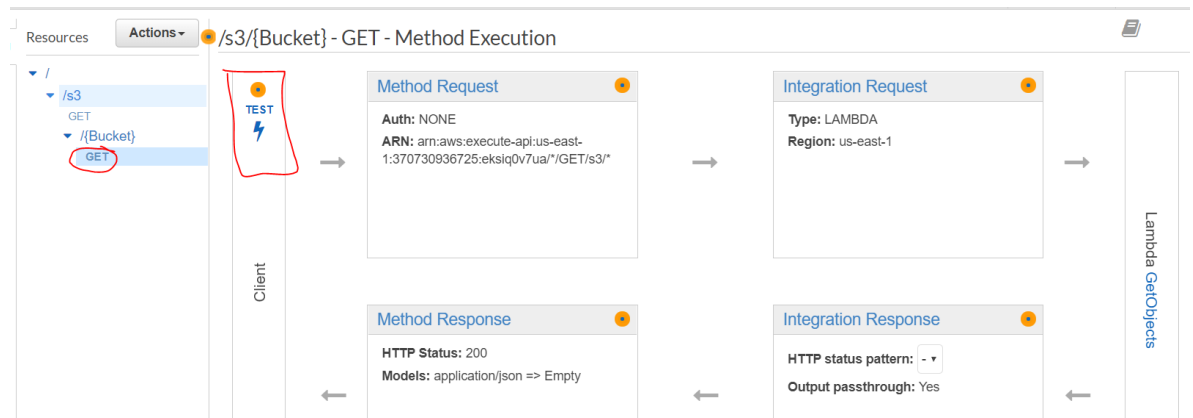 Resources
Actions
/s3/{Bucket} - GET - Method Execution
/
/s3
GET
/{Bucket}
GET
TEST
Client
Method Request
Auth: NONE
ARN: arn:aws:execute-api:us-east-
1:370730936725:eksiq0v7ua/*/GET/s3/*
Integration Request
Type: LAMBDA
Region: us-east-1
Lambda GetObjects
Method Response
HTTP Status: 200
Models: application/json => Empty
Integration Response
HTTP status pattern: -
Output passthrough: Yes